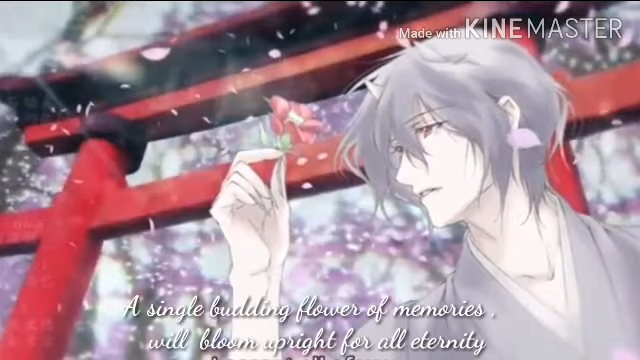 Made with KINEMASTER
A single budding flower of memories ,
will bloom upright for all eternity